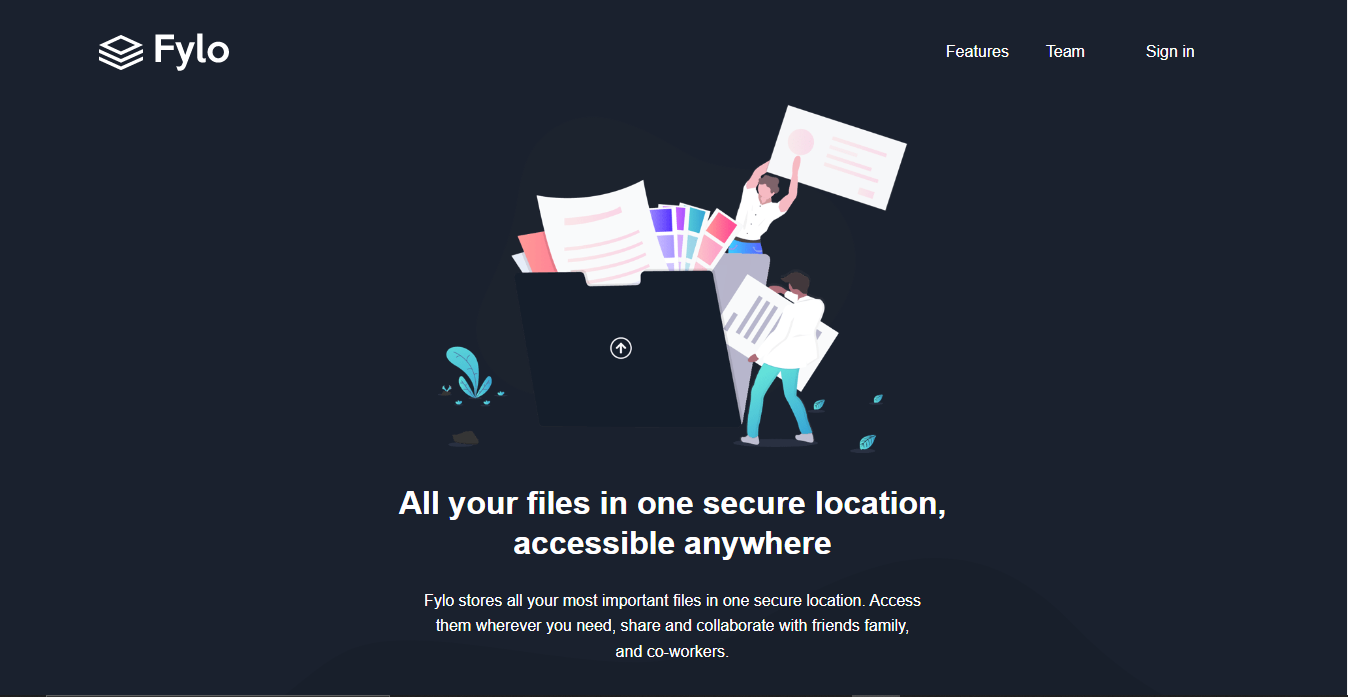 Fylo
Features Team Sign in
All your files in one secure location,
accessible anywhere
Fylo stores all your most important files in one secure location. Access
them wherever you need, share and collaborate with friends family,
and co-workers.